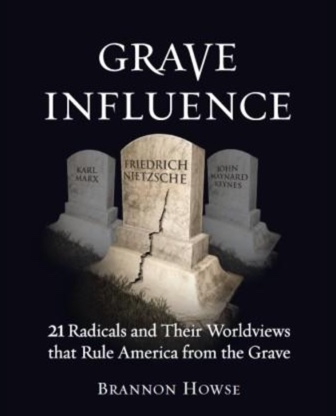 GRAVE
INFLUENCE
KARL
MARX
FRIEDRICH
NIETZSCHE
JOHN
MAYNARD
KEYNES
21 Radicals and Their Worldviews
that Rule America from the Grave
BRANNON HOWSE